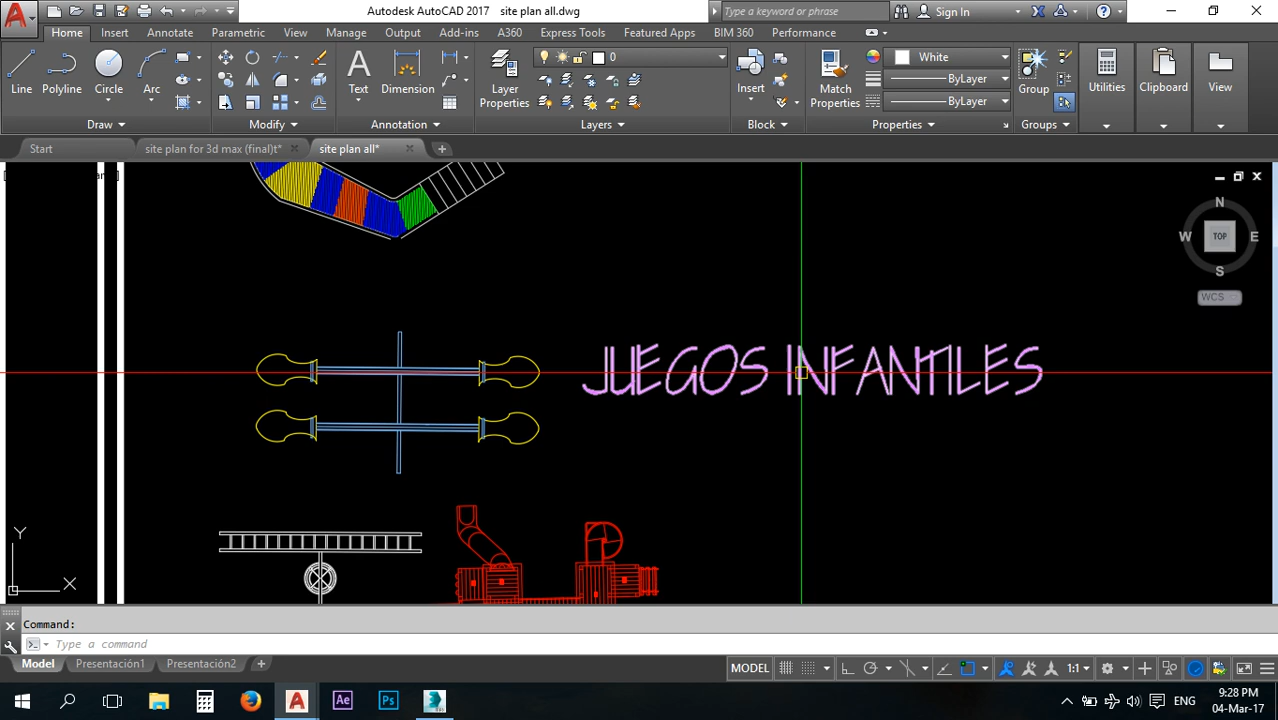 Autodesk AutoCAD 2017 site plan all.dwg
Type a keyword or phrase
Sign In
Home Insert Annotate Parametric View Manage Output Add-ins A360 Express Tools Featured Apps BIM 360 Performance
0
White
ByLayer
ByLayer
Line Polyline Circle Arc
Text Dimension
Layer Properties
Insert
Match Properties
Group
Utilities
Clipboard
View
Draw Modify Annotation Layers Block Properties Groups
Start site plan for 3d max (final)* site plan all*
N
W TOP E
S
WCS
JUEGOS INFANTILES
Y
X
Command:
Type a command
Model Presentación1 Presentación2
MODEL 1:1
Ae Ps
ENG
9:28 PM
04-Mar-17